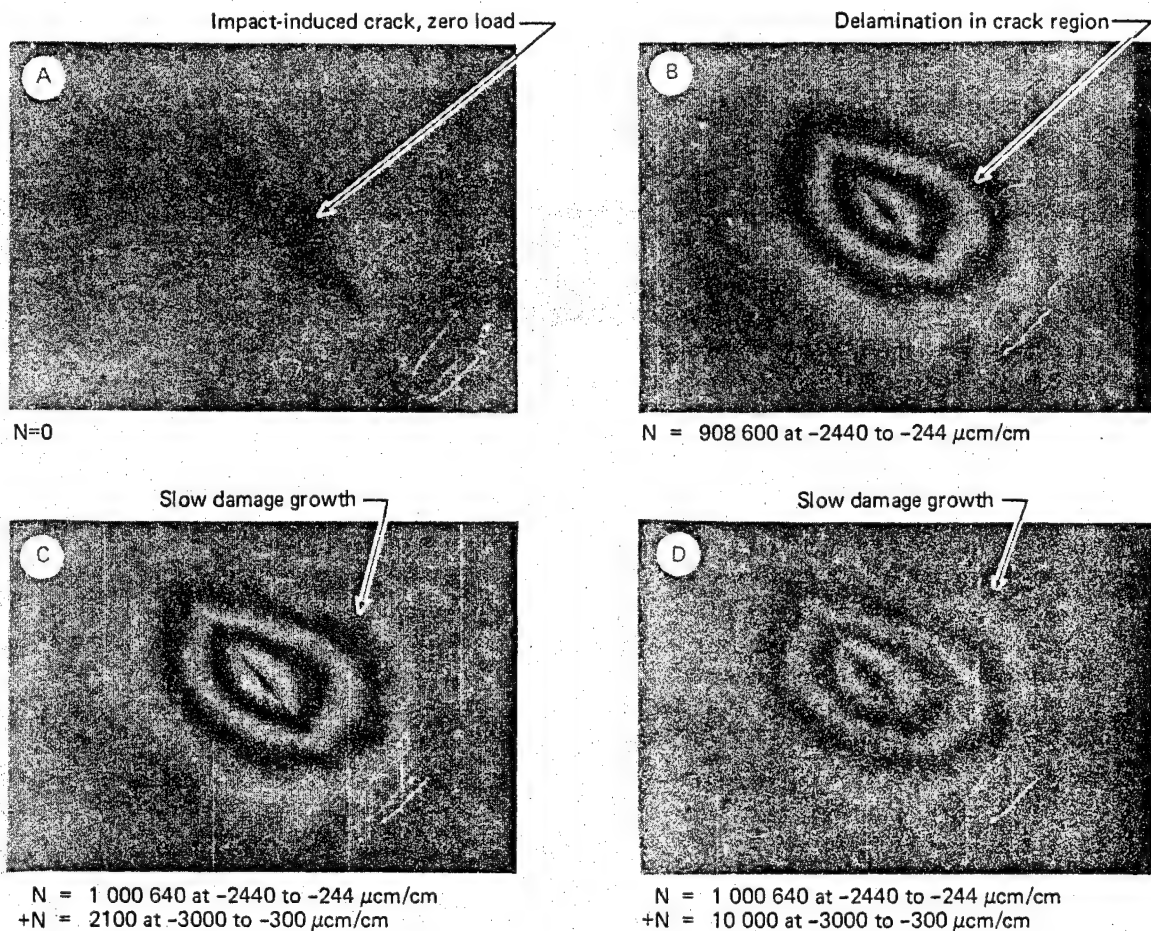 Impact-induced crack, zero load
A
N=0
Delamination in crack region
B
N = 908 600 at -2440 to -244 μcm/cm
Slow damage growth
C
N = 1 000 640 at -2440 to -244 μcm/cm
+N = 2100 at -3000 to -300 μcm/cm
Slow damage growth
D
N = 1 000 640 at -2440 to -244 μcm/cm
+N = 10 000 at -3000 to -300 μcm/cm